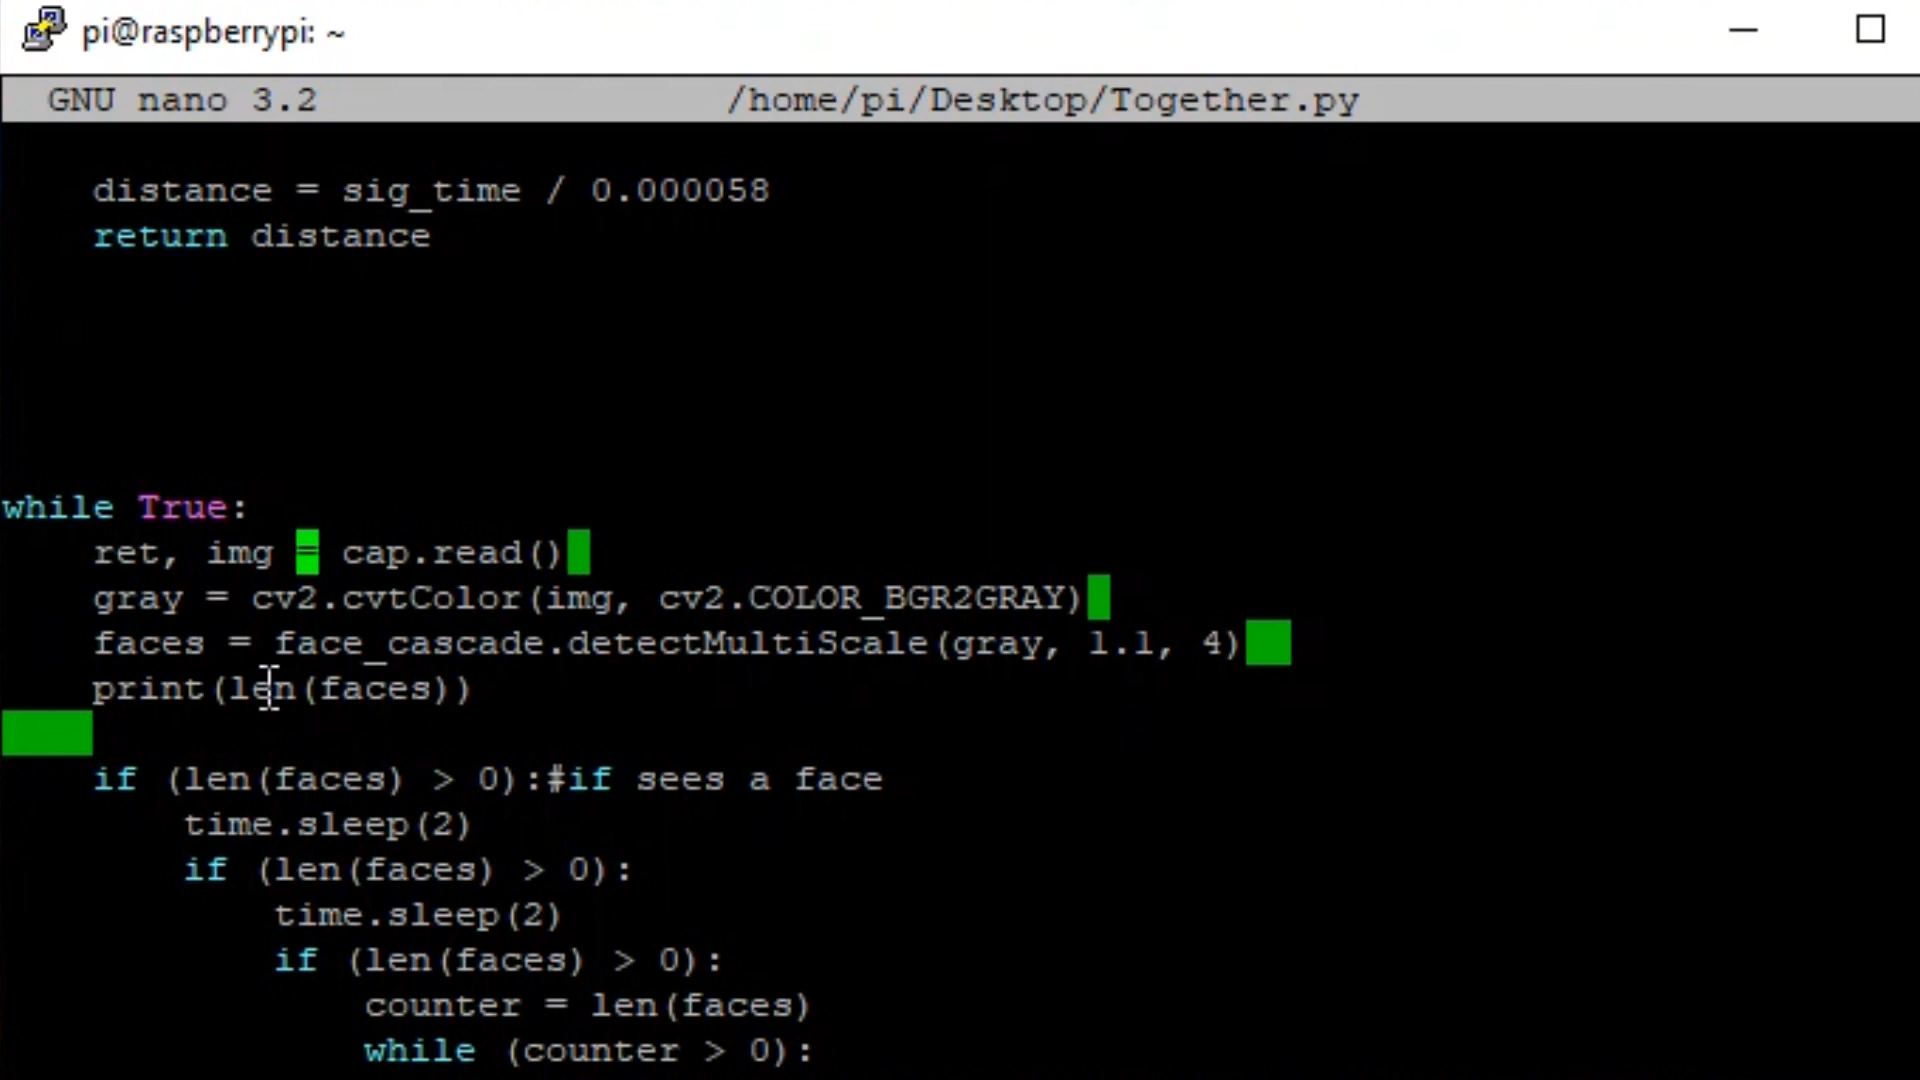 pi@raspberrypi: ~
GNU nano 3.2 /home/pi/Desktop/Together.py
distance = sig_time / 0.000058
return distance
while True:
ret, img = cap.read()
gray = cv2.cvtColor(img, cv2.COLOR_BGR2GRAY)
faces = face_cascade.detectMultiScale(gray, 1.1, 4)
print(len(faces))
if (len(faces) > 0):#if sees a face
time.sleep(2)
if (len(faces) > 0):
time.sleep(2)
if (len(faces) > 0):
counter = len(faces)
while (counter > 0):